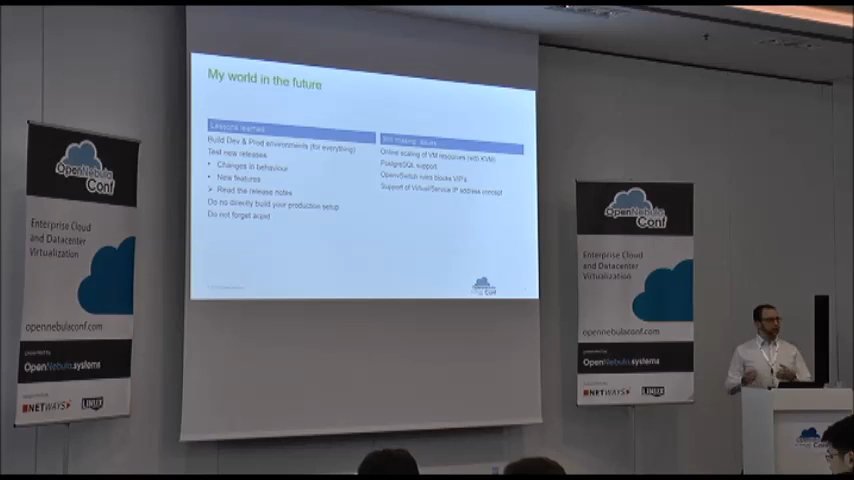 My world in the future
Lessons learned
Build Dev & Prod environments (for everything)
Test new releases
• Changes in behaviour
• New features
➤ Read the release notes
Do no directly build your production setup
Do not forget acpid
Still missing issues
Online scaling of VM resources (with KVM)
PostgreSQL support
OpenvSwitch rules blocks VIPs
Support of Virtual/Service IP address concept
OpenNebula
Conf
Enterprise Cloud
and Datacenter
Virtualization
opennebulaconf.com
OpenNebula.systems
NETWAYS
LINUX
OpenNebula
Conf
Enterprise Cloud
and Datacenter
Virtualization
opennebulaconf.com
OpenNebula.systems
NETWAYS
LINUX
Conf